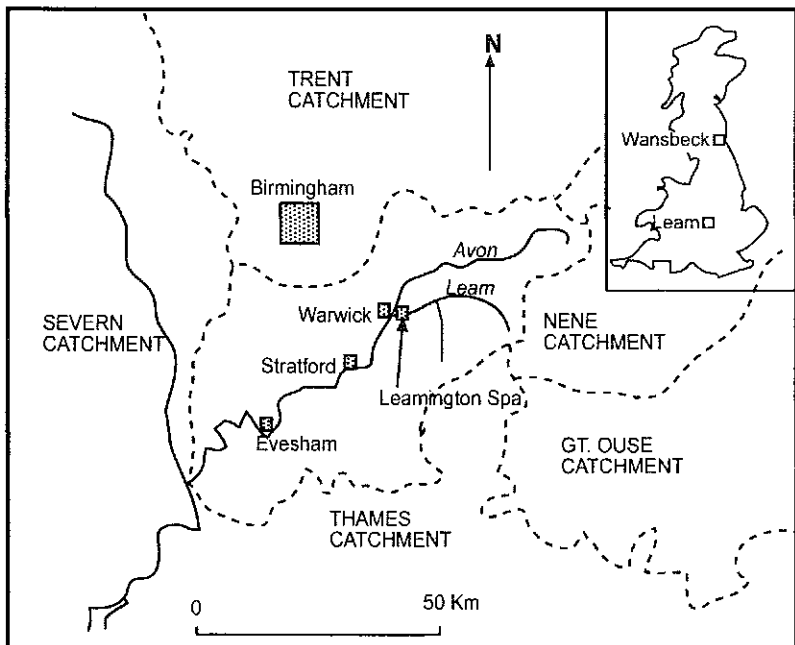 TRENT
CATCHMENT
N
Wansbeck
Leam
Birmingham
Avon
Leam
Warwick
SEVERN
CATCHMENT
NENE
CATCHMENT
Stratford
Leamington Spa
Evesham
GT. OUSE
CATCHMENT
THAMES
CATCHMENT
0
50 Km